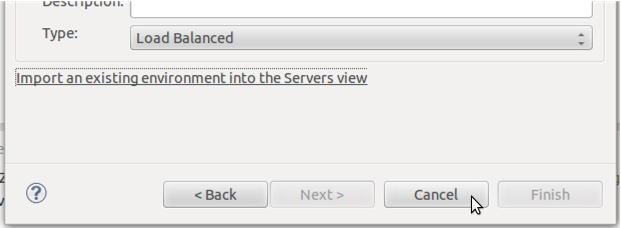 Description:
Type:
Load Balanced
Import an existing environment into the Servers view
?
< Back
Next >
Cancel
Finish